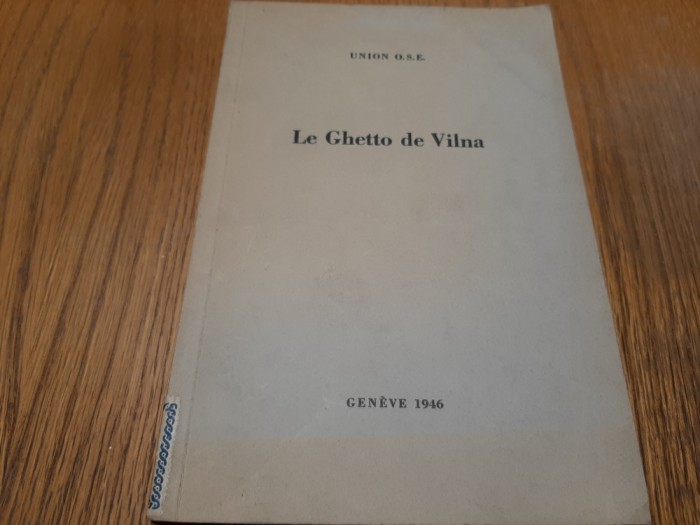 UNION O.S.E.
Le Ghetto de Vilna
GENÈVE 1946